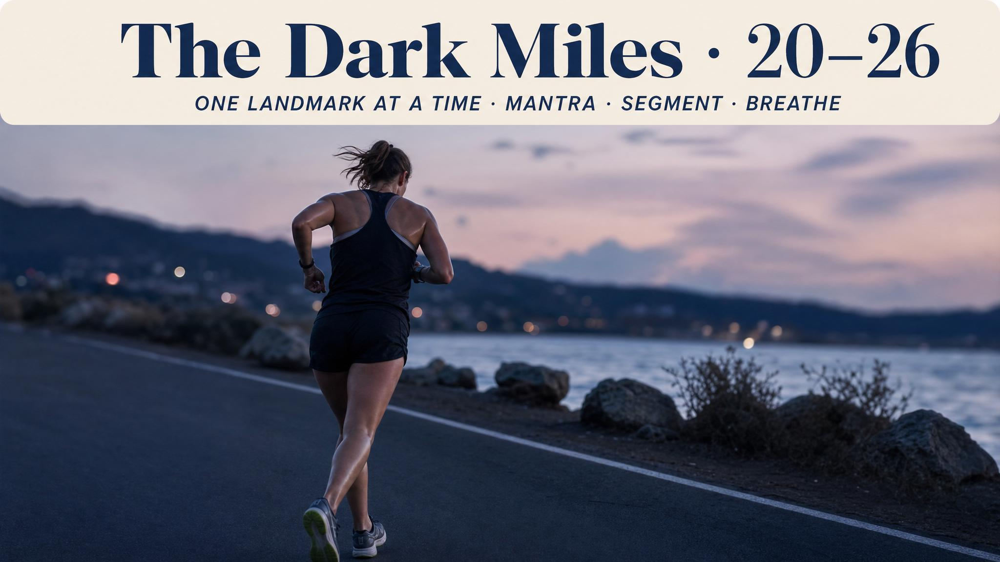 The Dark Miles · 20–26
ONE LANDMARK AT A TIME · MANTRA · SEGMENT · BREATHE